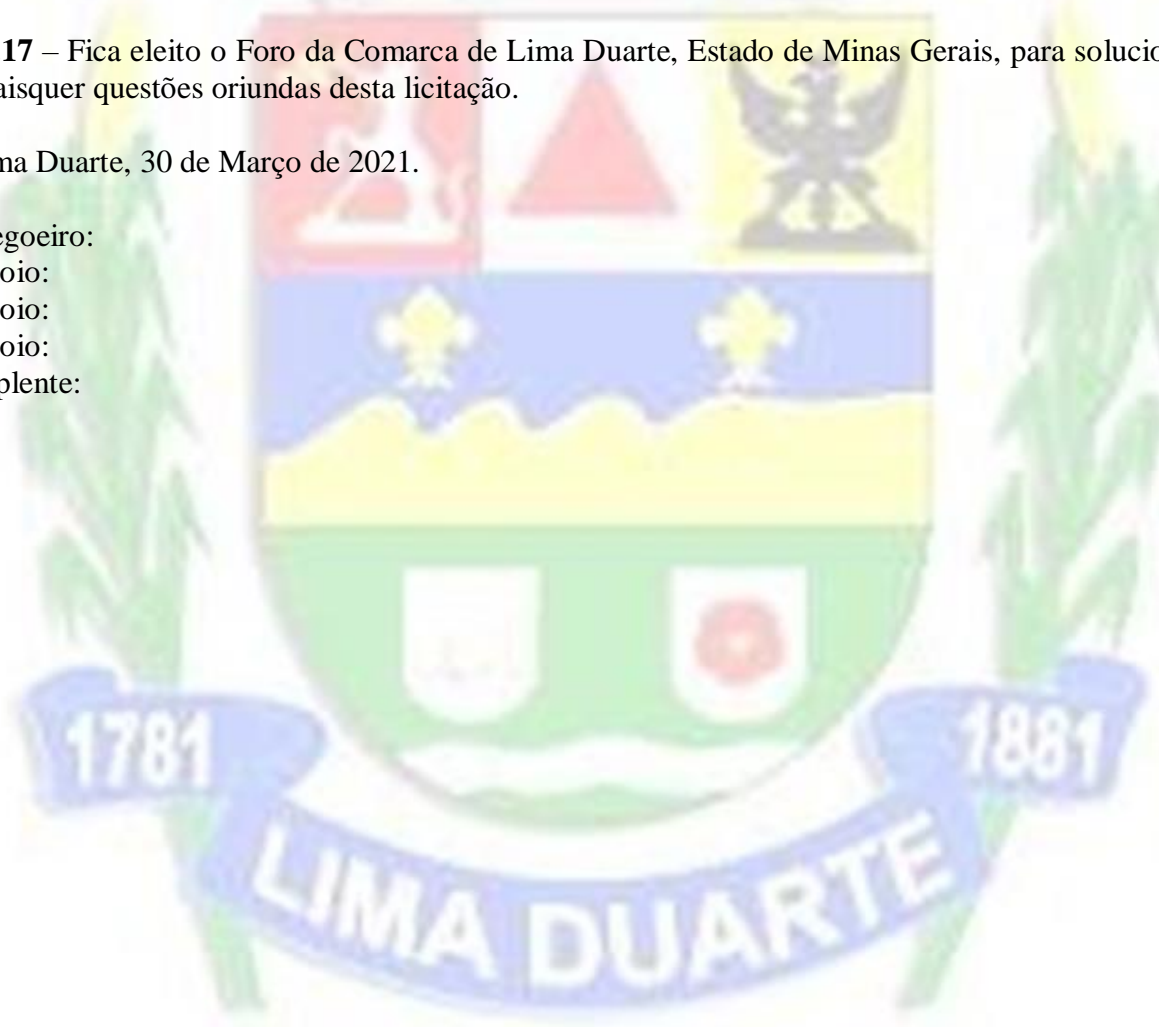 17 – Fica eleito o Foro da Comarca de Lima Duarte, Estado de Minas Gerais, para solucio
aisquer questões oriundas desta licitação.
ma Duarte, 30 de Março de 2021.
egoeiro:
oio:
oio:
oio:
plente:
1781
1881
LIMA DUARTE